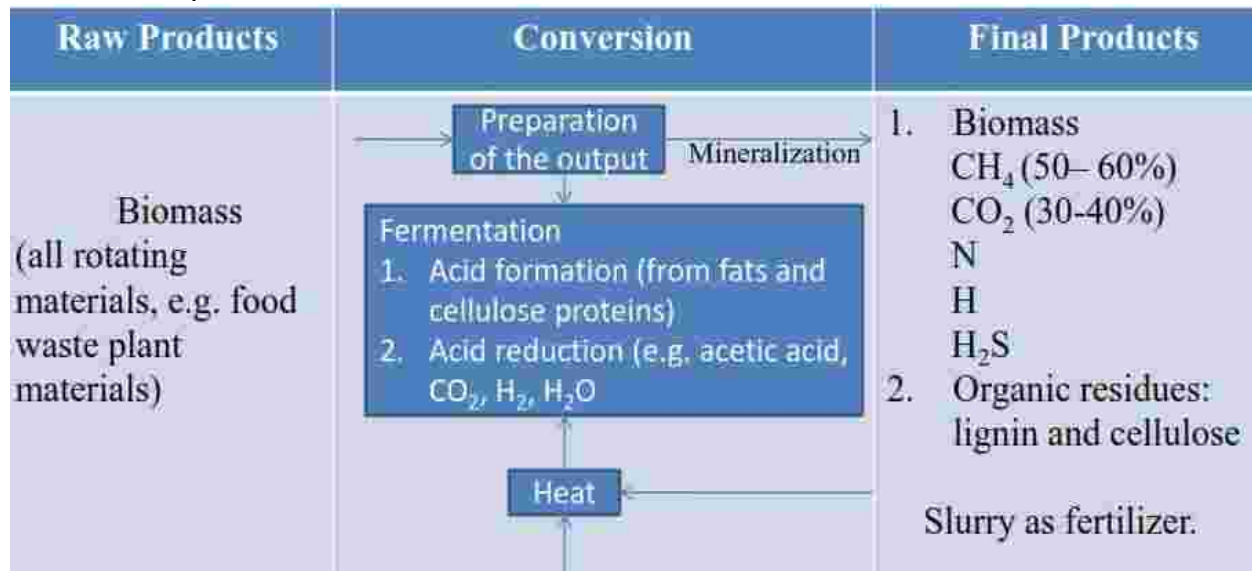 Raw Products
Conversion
Final Products
Biomass
(all rotating
materials, e.g. food
waste plant
materials)
Preparation
of the output
Mineralization
Fermentation
1. Acid formation (from fats and
cellulose proteins)
2. Acid reduction (e.g. acetic acid,
CO₂, H₂, H₂O
Heat
1. Biomass
CH₄ (50– 60%)
CO₂ (30-40%)
N
H
H₂S
2. Organic residues:
lignin and cellulose
Slurry as fertilizer.